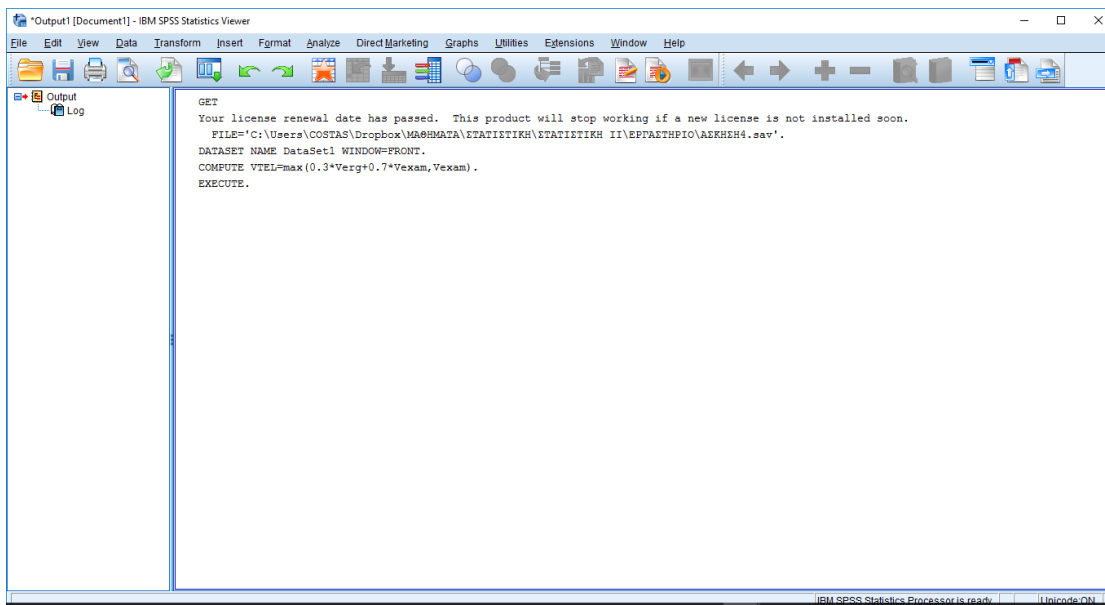 *Output1 [Document1] - IBM SPSS Statistics Viewer
File Edit View Data Transform Insert Format Analyze Direct Marketing Graphs Utilities Extensions Window Help
Output
Log
GET
Your license renewal date has passed.  This product will stop working if a new license is not installed soon.
FILE='C:\Users\COSTAS\Dropbox\ΜΑΘΗΜΑΤΑ\ΣΤΑΤΙΣΤΙΚΗ\ΣΤΑΤΙΣΤΙΚΗ ΙΙ\ΕΡΓΑΣΤΗΡΙΟ\ΑΣΚΗΣΗ4.sav'.
DATASET NAME DataSet1 WINDOW=FRONT.
COMPUTE VTEL=max(0.3*Verg+0.7*Vexam,Vexam).
EXECUTE.
IBM SPSS Statistics Processor is ready
Unicode:ON